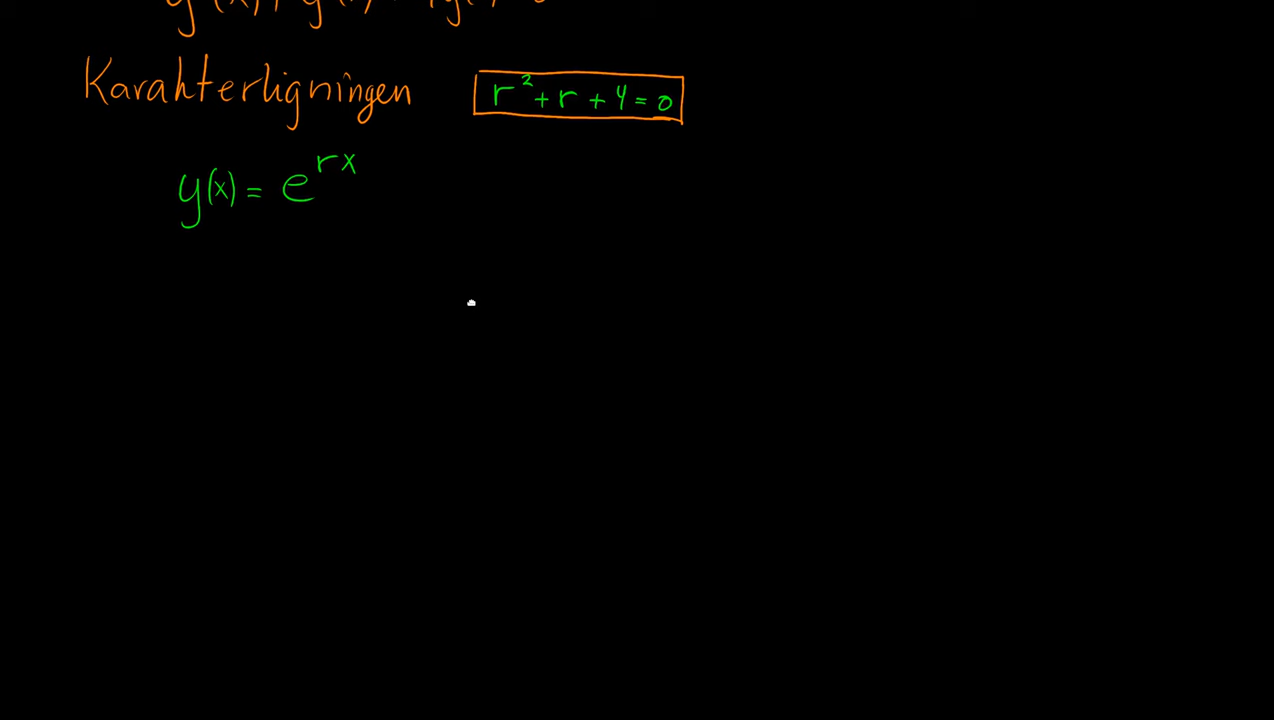 Karakterligningen r² + r + 4 = 0
y(x) = e^{rx}